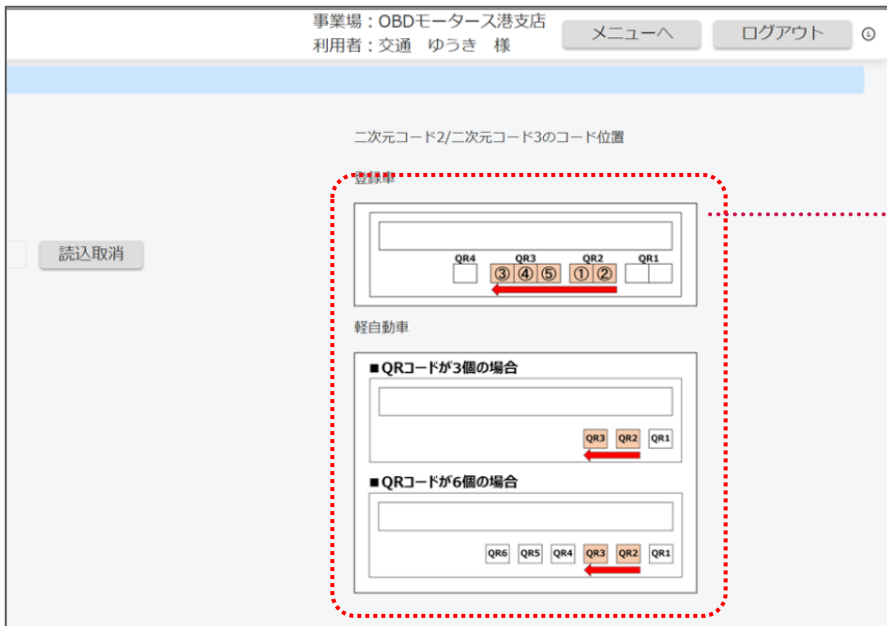 事業場：OBDモータース港支店
利用者：交通　ゆうき　様
メニューへ
ログアウト
二次元コード2/二次元コード3のコード位置
登録車
読込取消
QR4 QR3 QR2 QR1
③ ④ ⑤ ① ②
軽自動車
■QRコードが3個の場合
QR3 QR2 QR1
■QRコードが6個の場合
QR6 QR5 QR4 QR3 QR2 QR1